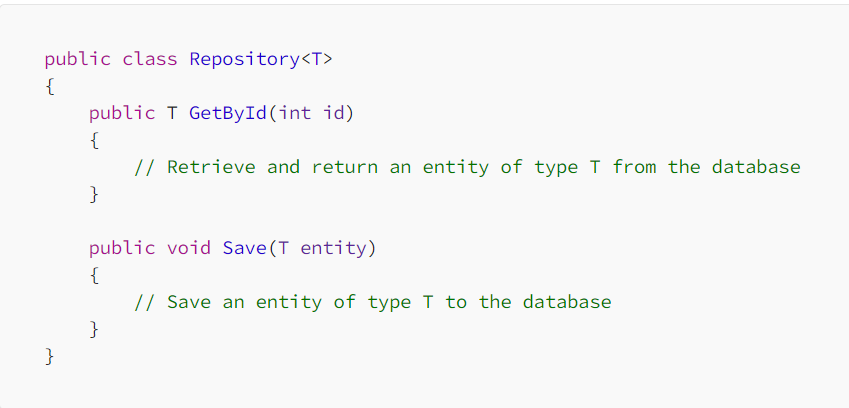 public class Repository<T>
{
    public T GetById(int id)
    {
        // Retrieve and return an entity of type T from the database
    }

    public void Save(T entity)
    {
        // Save an entity of type T to the database
    }
}